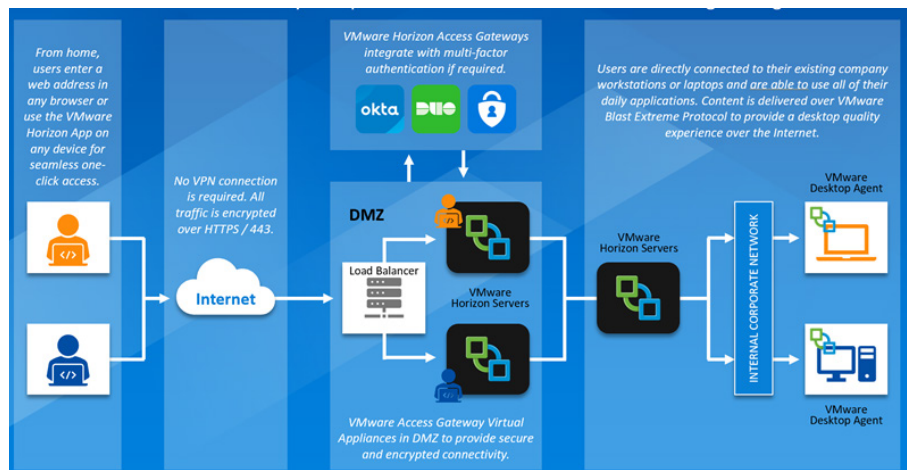 From home,
users enter a
web address in
any browser or
use the VMware
Horizon App on
any device for
seamless one-
click access.
</>
</>
No VPN connection
is required. All
traffic is encrypted
over HTTPS / 443.
Internet
VMware Horizon Access Gateways
integrate with multi-factor
authentication if required.
okta
DUO
DMZ
Load Balancer
</>
VMware
Horizon Servers
</>
VMware Access Gateway Virtual
Appliances in DMZ to provide secure
and encrypted connectivity.
Users are directly connected to their existing company
workstations or laptops and are able to use all of their
daily applications. Content is delivered over VMware
Blast Extreme Protocol to provide a desktop quality
experience over the Internet.
VMware
Horizon Servers
INTERNAL CORPORATE NETWORK
VMware
Desktop Agent
VMware
Desktop Agent